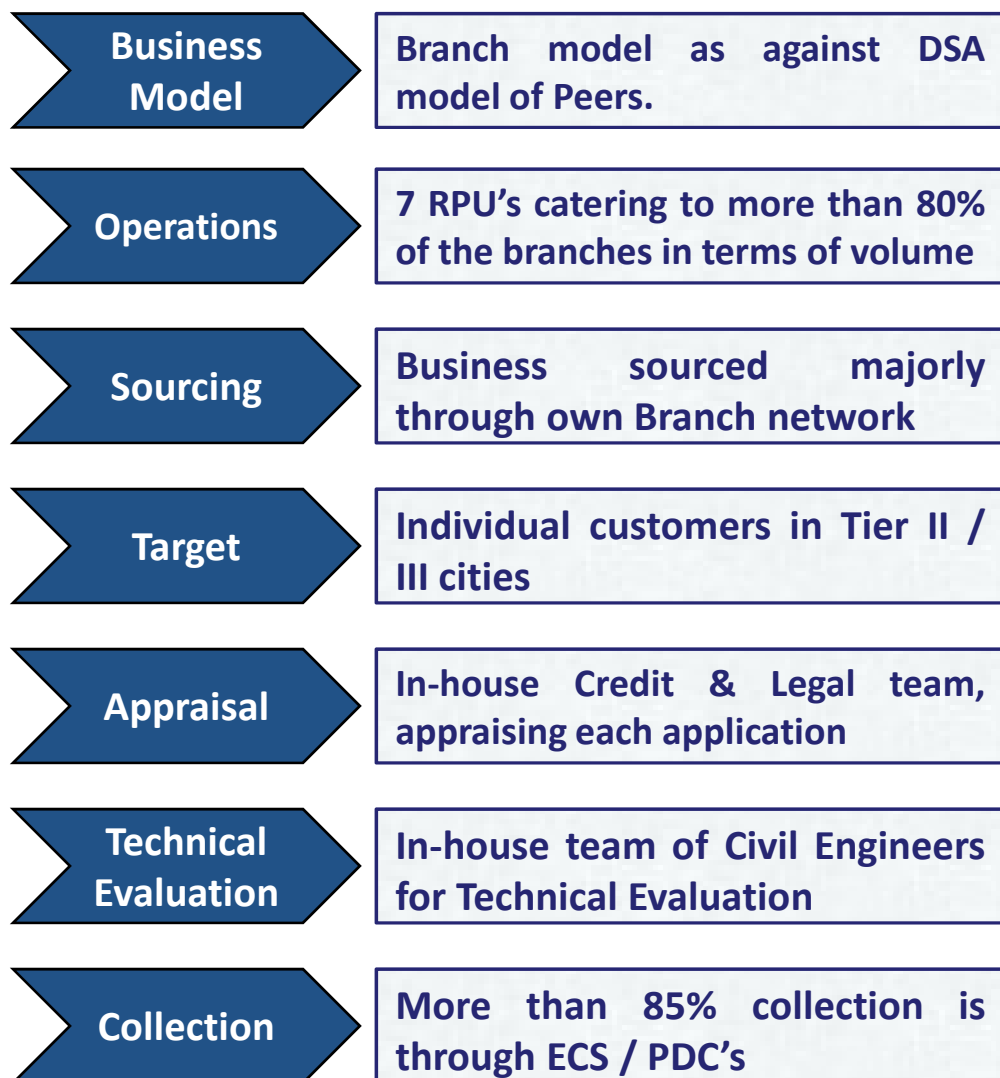 Business
Model
Branch model as against DSA
model of Peers.
Operations
7 RPU’s catering to more than 80%
of the branches in terms of volume
Sourcing
Business sourced majorly
through own Branch network
Target
Individual customers in Tier II /
III cities
Appraisal
In-house Credit & Legal team,
appraising each application
Technical
Evaluation
In-house team of Civil Engineers
for Technical Evaluation
Collection
More than 85% collection is
through ECS / PDC’s